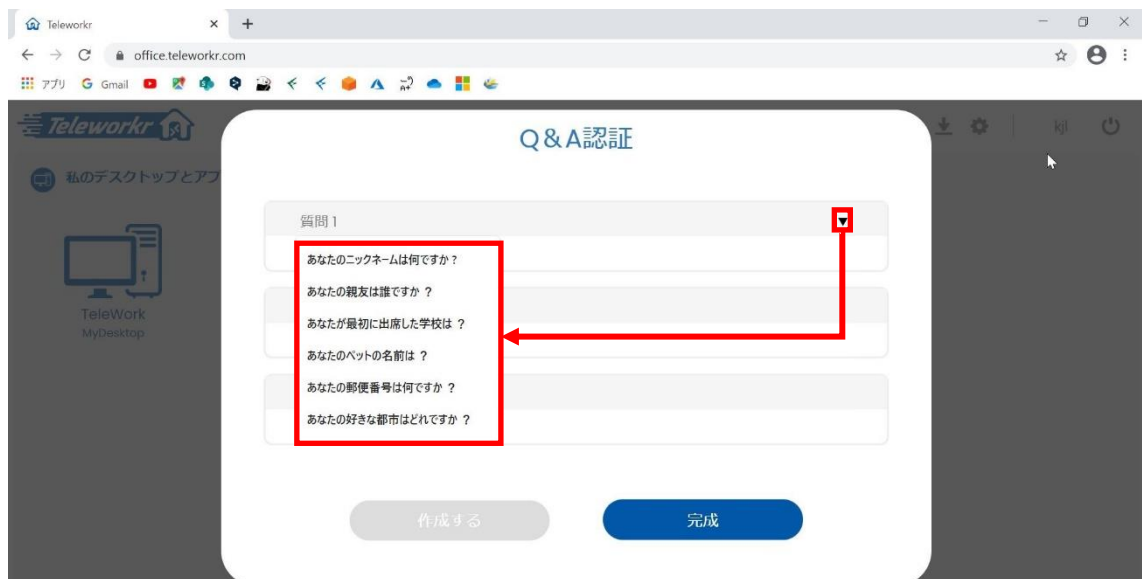 Teleworkr
office.teleworkr.com
アプリ Gmail
Teleworkr
Q&A認証
kjl
私のデスクトップとアプ
質問 1
あなたのニックネームは何ですか?
あなたの親友は誰ですか ?
あなたが最初に出席した学校は ?
あなたのペットの名前は ?
あなたの郵便番号は何ですか ?
あなたの好きな都市はどれですか ?
TeleWork
MyDesktop
作成する
完成